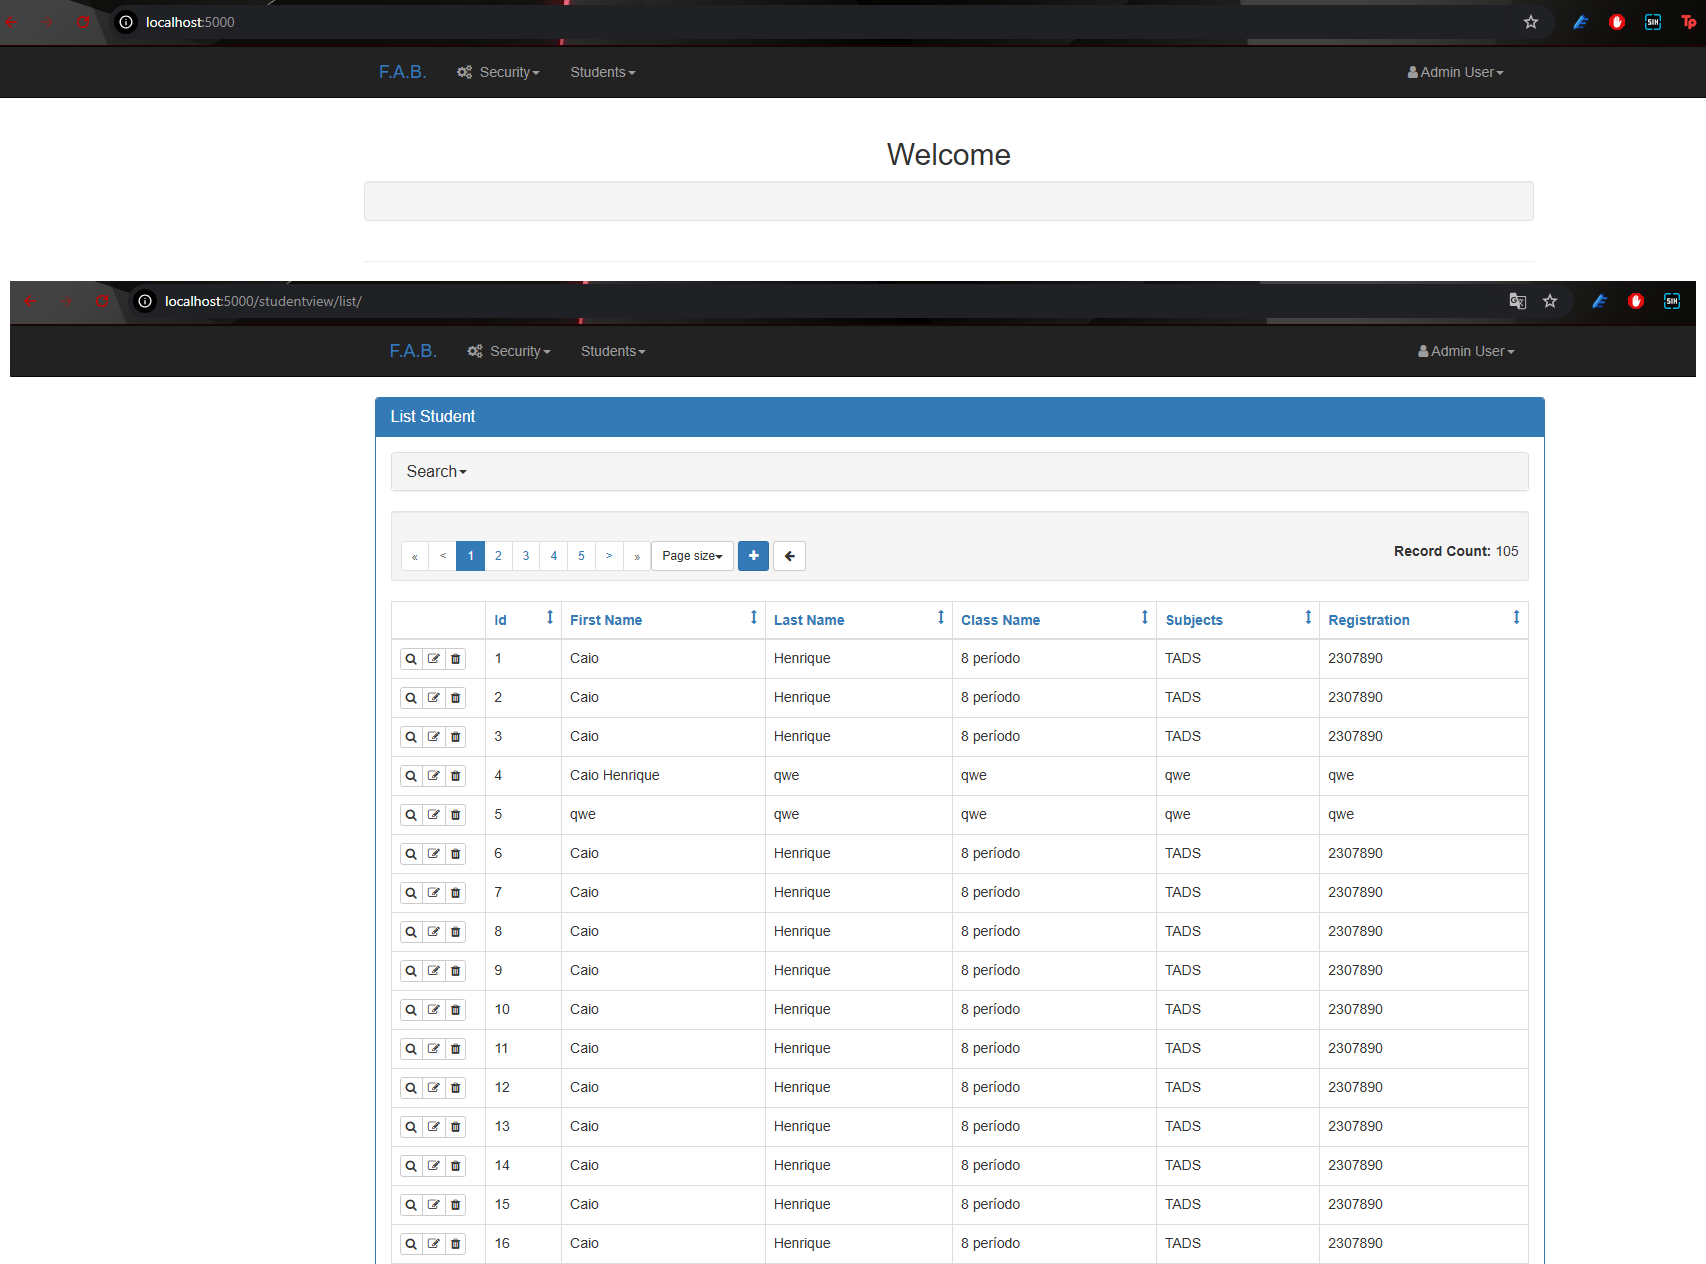 localhost:5000
SIH Tp
F.A.B. Security Students Admin User
Welcome
localhost:5000/studentview/list/
SIH
F.A.B. Security Students Admin User
List Student
Search
« < 1 2 3 4 5 > » Page size Record Count: 105
Id First Name Last Name Class Name Subjects Registration
1 Caio Henrique 8 período TADS 2307890
2 Caio Henrique 8 período TADS 2307890
3 Caio Henrique 8 período TADS 2307890
4 Caio Henrique qwe qwe qwe qwe
5 qwe qwe qwe qwe qwe
6 Caio Henrique 8 período TADS 2307890
7 Caio Henrique 8 período TADS 2307890
8 Caio Henrique 8 período TADS 2307890
9 Caio Henrique 8 período TADS 2307890
10 Caio Henrique 8 período TADS 2307890
11 Caio Henrique 8 período TADS 2307890
12 Caio Henrique 8 período TADS 2307890
13 Caio Henrique 8 período TADS 2307890
14 Caio Henrique 8 período TADS 2307890
15 Caio Henrique 8 período TADS 2307890
16 Caio Henrique 8 período TADS 2307890